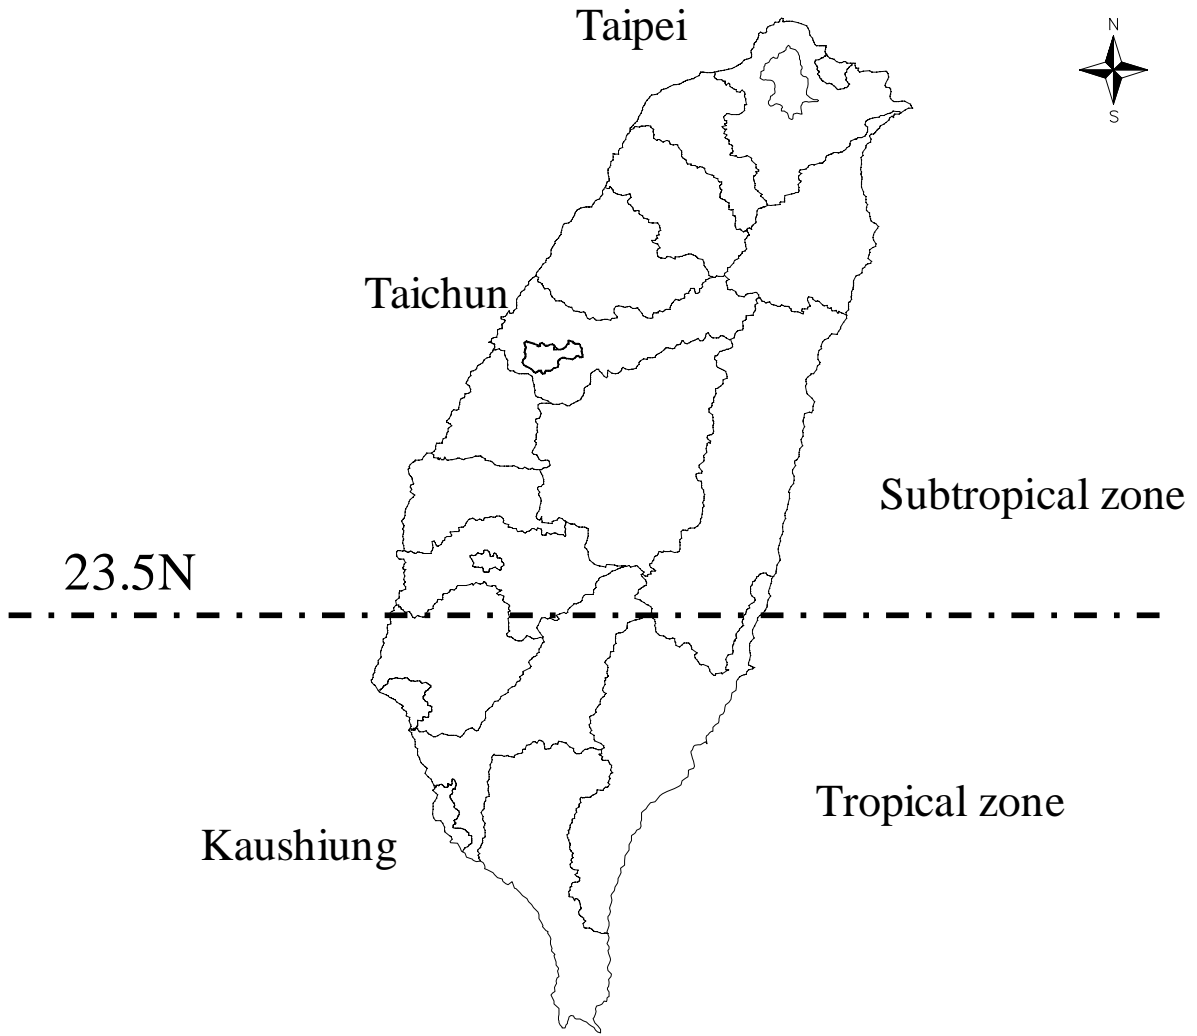 Taipei
N
S
Taichun
Subtropical zone
23.5N
Tropical zone
Kaushiung